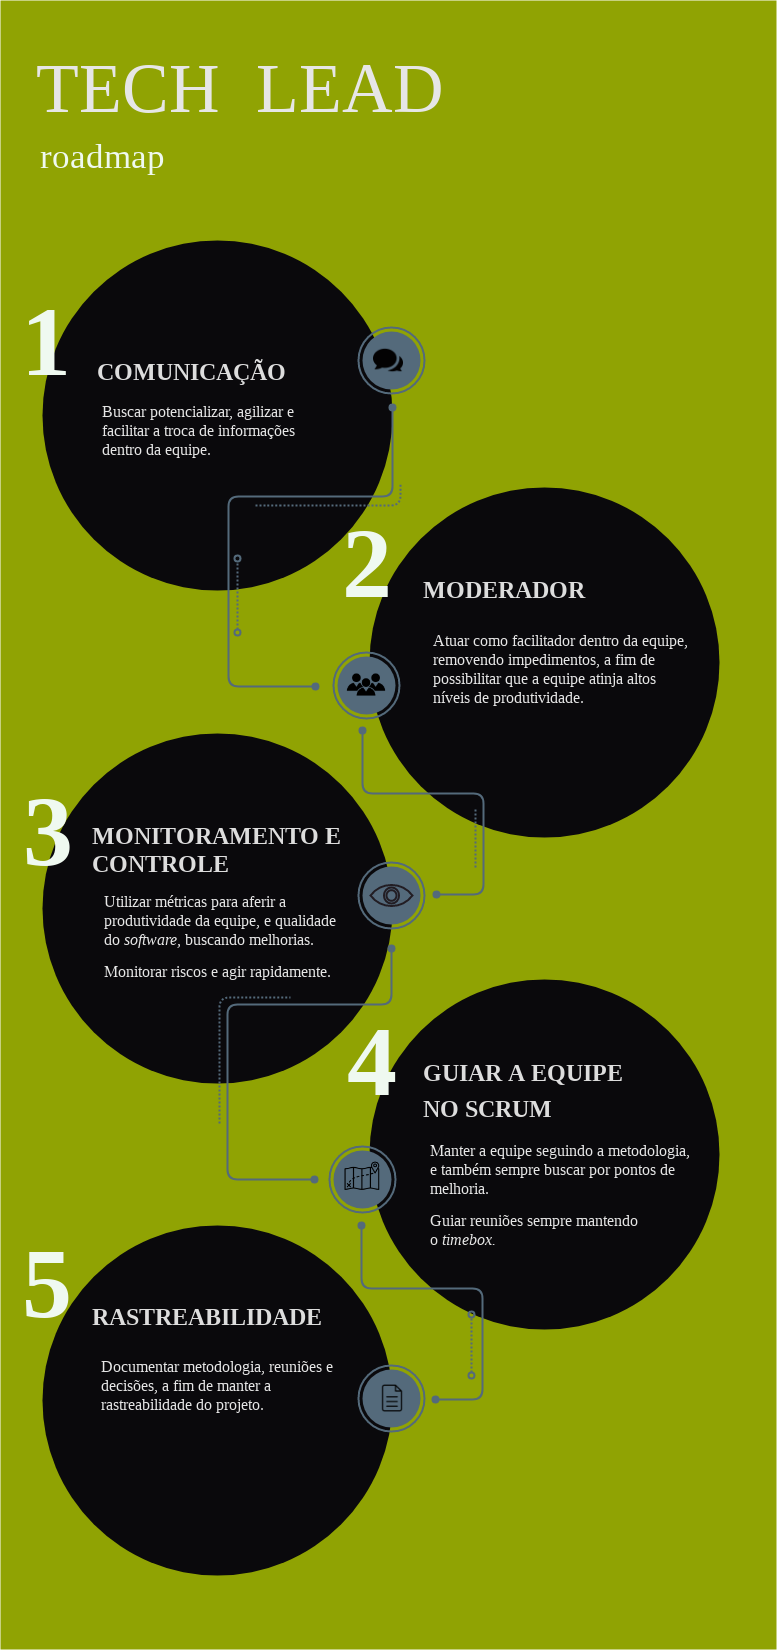 TECH LEAD
roadmap
1
COMUNICAÇÃO
Buscar potencializar, agilizar e
facilitar a troca de informações
dentro da equipe.
2
MODERADOR
Atuar como facilitador dentro da equipe,
removendo impedimentos, a fim de
possibilitar que a equipe atinja altos
níveis de produtividade.
3
MONITORAMENTO E
CONTROLE
Utilizar métricas para aferir a
produtividade da equipe, e qualidade
do software, buscando melhorias.
Monitorar riscos e agir rapidamente.
4
GUIAR A EQUIPE
NO SCRUM
Manter a equipe seguindo a metodologia,
e também sempre buscar por pontos de
melhoria.
Guiar reuniões sempre mantendo
o timebox.
5
RASTREABILIDADE
Documentar metodologia, reuniões e
decisões, a fim de manter a
rastreabilidade do projeto.